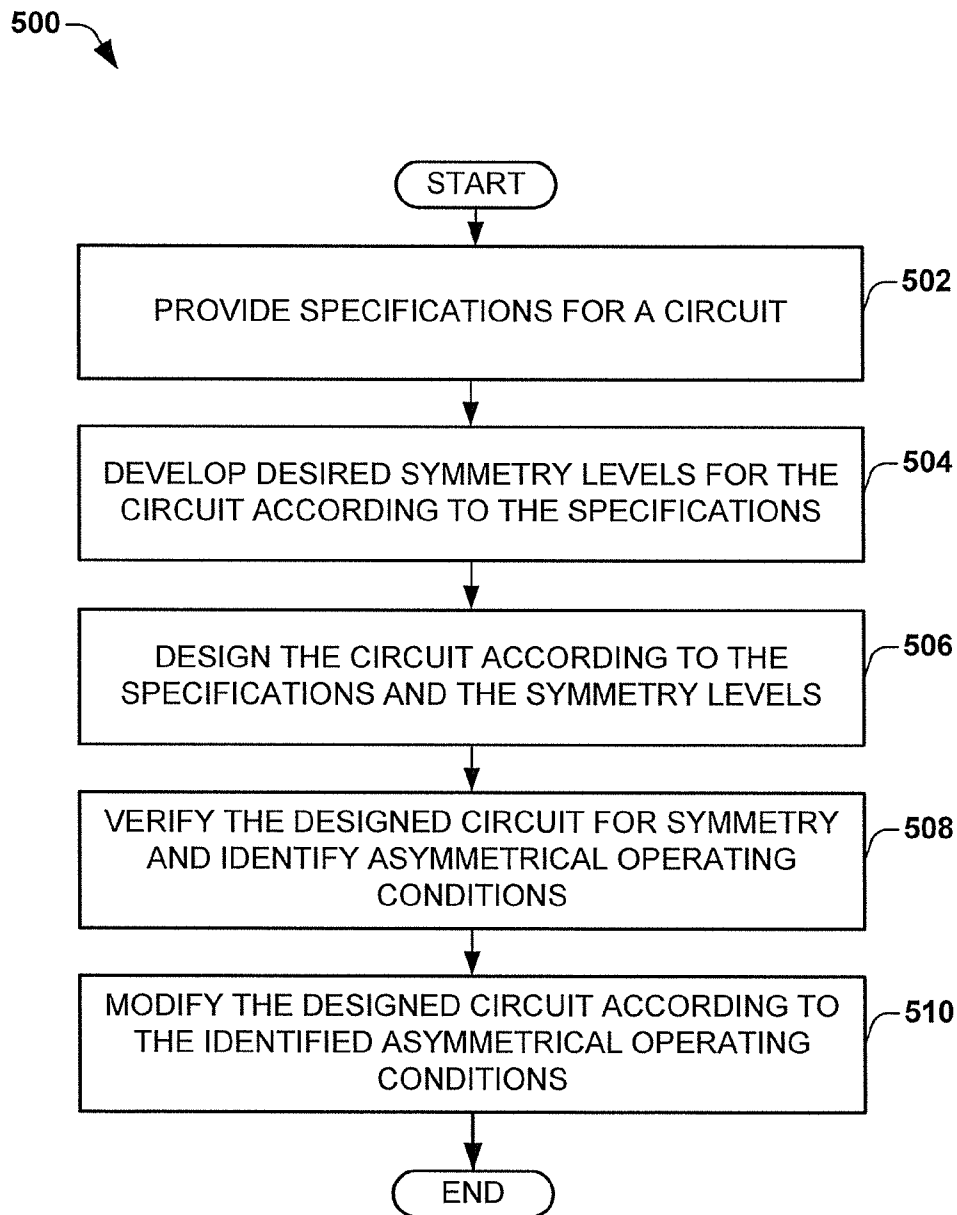 500
START
PROVIDE SPECIFICATIONS FOR A CIRCUIT
502
DEVELOP DESIRED SYMMETRY LEVELS FOR THE
CIRCUIT ACCORDING TO THE SPECIFICATIONS
504
DESIGN THE CIRCUIT ACCORDING TO THE
SPECIFICATIONS AND THE SYMMETRY LEVELS
506
VERIFY THE DESIGNED CIRCUIT FOR SYMMETRY
AND IDENTIFY ASYMMETRICAL OPERATING
CONDITIONS
508
MODIFY THE DESIGNED CIRCUIT ACCORDING TO
THE IDENTIFIED ASYMMETRICAL OPERATING
CONDITIONS
510
END